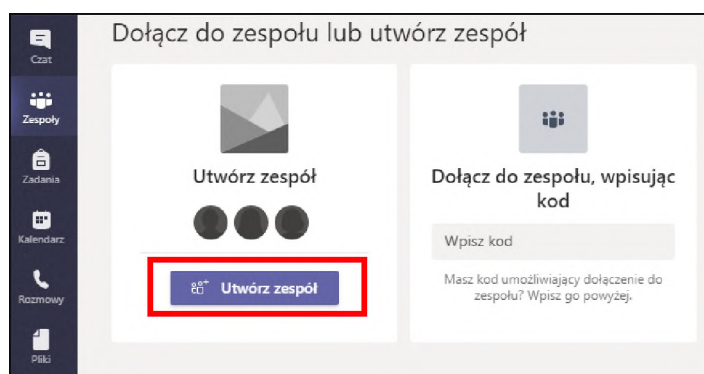 Dołącz do zespołu lub utwórz zespół
Czat
Zespoły
Zadania
Kalendarz
Rozmowy
Pliki
Utwórz zespół
Utwórz zespół
Dołącz do zespołu, wpisując
kod
Wpisz kod
Masz kod umożliwiający dołączenie do
zespołu? Wpisz go powyżej.